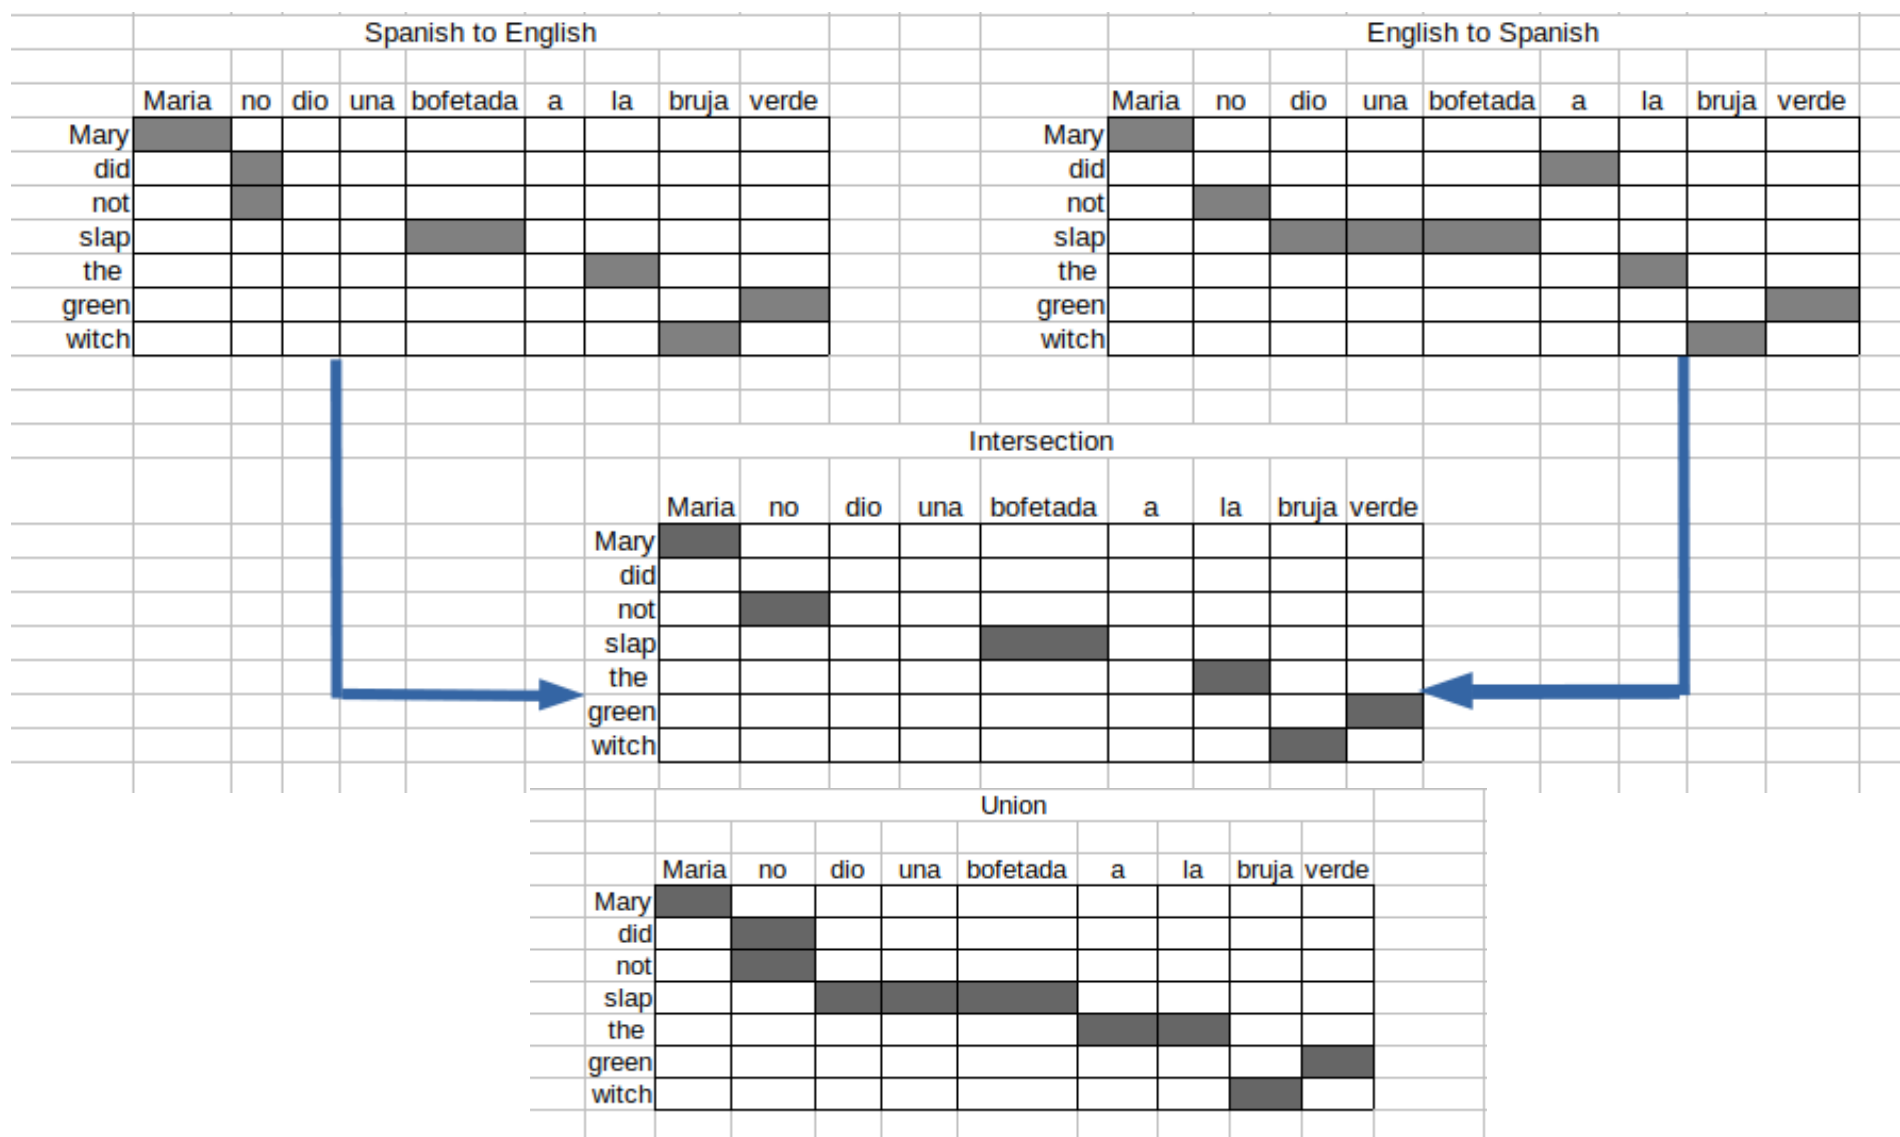 Spanish to English
Maria no dio una bofetada a la bruja verde
Mary
did
not
slap
the
green
witch
English to Spanish
Maria no dio una bofetada a la bruja verde
Mary
did
not
slap
the
green
witch
Intersection
Maria no dio una bofetada a la bruja verde
Mary
did
not
slap
the
green
witch
Union
Maria no dio una bofetada a la bruja verde
Mary
did
not
slap
the
green
witch